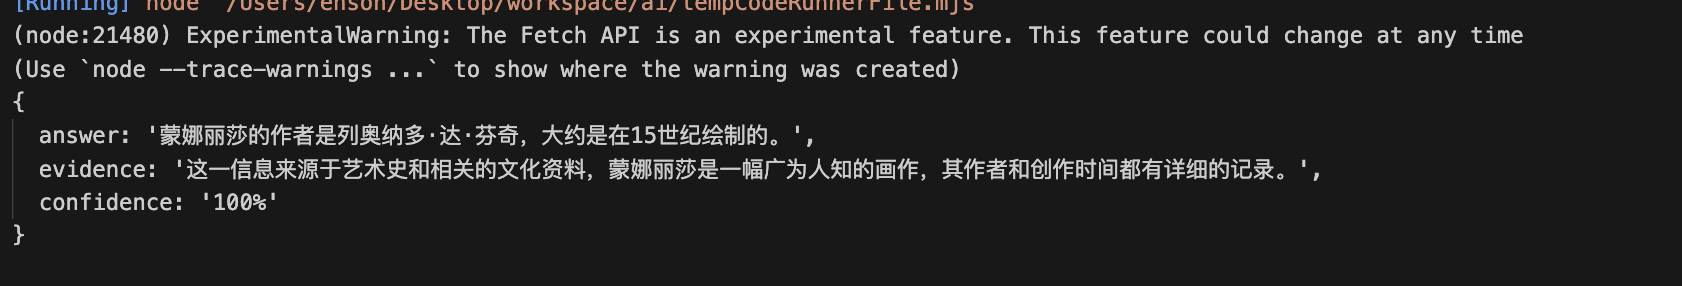 [Running] node "/Users/enson/Desktop/workspace/ai/tempCodeRunnerFile.mjs"
(node:21480) ExperimentalWarning: The Fetch API is an experimental feature. This feature could change at any time
(Use `node --trace-warnings ...` to show where the warning was created)
{
  answer: '蒙娜丽莎的作者是列奥纳多·达·芬奇，大约是在15世纪绘制的。',
  evidence: '这一信息来源于艺术史和相关的文化资料，蒙娜丽莎是一幅广为人知的画作，其作者和创作时间都有详细的记录。',
  confidence: '100%'
}